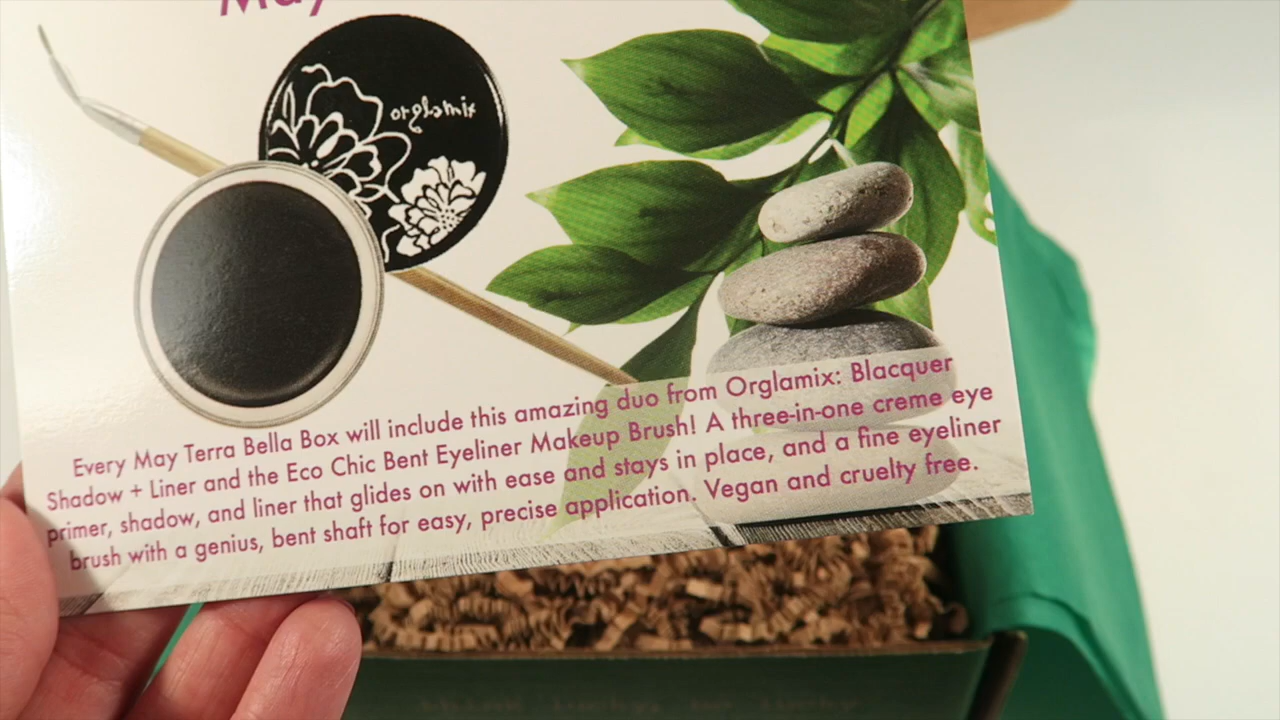 May
orglamix
Every May Terra Bella Box will include this amazing duo from Orglamix: Blacquer
Shadow + Liner and the Eco Chic Bent Eyeliner Makeup Brush! A three-in-one creme eye
primer, shadow, and liner that glides on with ease and stays in place, and a fine eyeliner
brush with a genius, bent shaft for easy, precise application. Vegan and cruelty free.